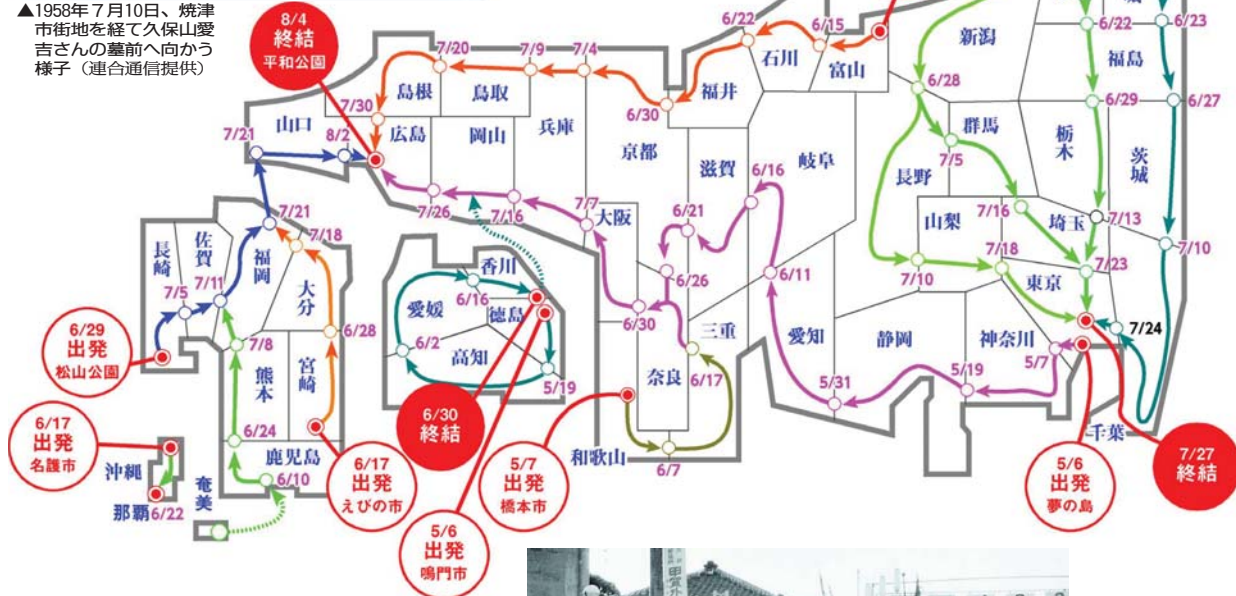 ▲1958年7月10日、焼津
市街地を経て久保山愛
吉さんの墓前へ向かう
様子（連合通信提供）
8/4
終結
平和公園
7/20
7/9
7/4
6/22
6/15
石川
富山
新潟
6/22
6/23
福島
島根
鳥取
福井
6/28
6/29
6/27
7/30
山口
7/21
8/2
広島
岡山
兵庫
6/30
京都
滋賀
岐阜
群馬
7/5
栃木
茨城
長野
6/16
7/26
7/16
7/7
大阪
6/21
山梨
7/16
埼玉
7/13
7/10
長崎
佐賀
7/21
福岡
7/18
7/5
7/11
大分
香川
6/16
愛媛
徳島
6/26
6/11
7/10
7/18
東京
7/23
6/29
出発
松山公園
7/8
6/28
6/2
高知
5/19
6/30
三重
愛知
静岡
神奈川
5/7
7/24
熊本
宮崎
奈良
6/17
5/31
5/19
6/17
出発
名護市
6/24
鹿児島
6/10
6/30
終結
和歌山
6/7
千葉
沖縄
那覇 6/22
奄美
6/17
出発
えびの市
5/7
出発
橋本市
5/6
出発
夢の島
7/27
終結
5/6
出発
鳴門市